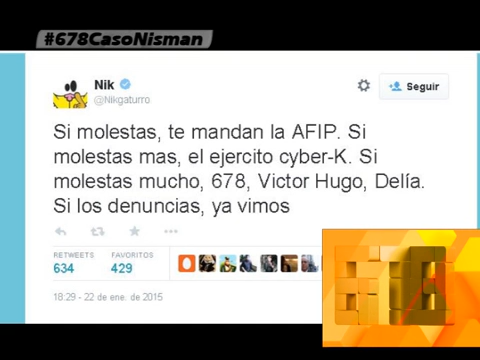 #678CasoNisman
Nik
@Nikgaturro
Seguir
Si molestas, te mandan la AFIP. Si
molestas mas, el ejercito cyber-K. Si
molestas mucho, 678, Victor Hugo, Delía.
Si los denuncias, ya vimos
RETWEETS FAVORITOS
634 429
18:29 - 22 de ene. de 2015